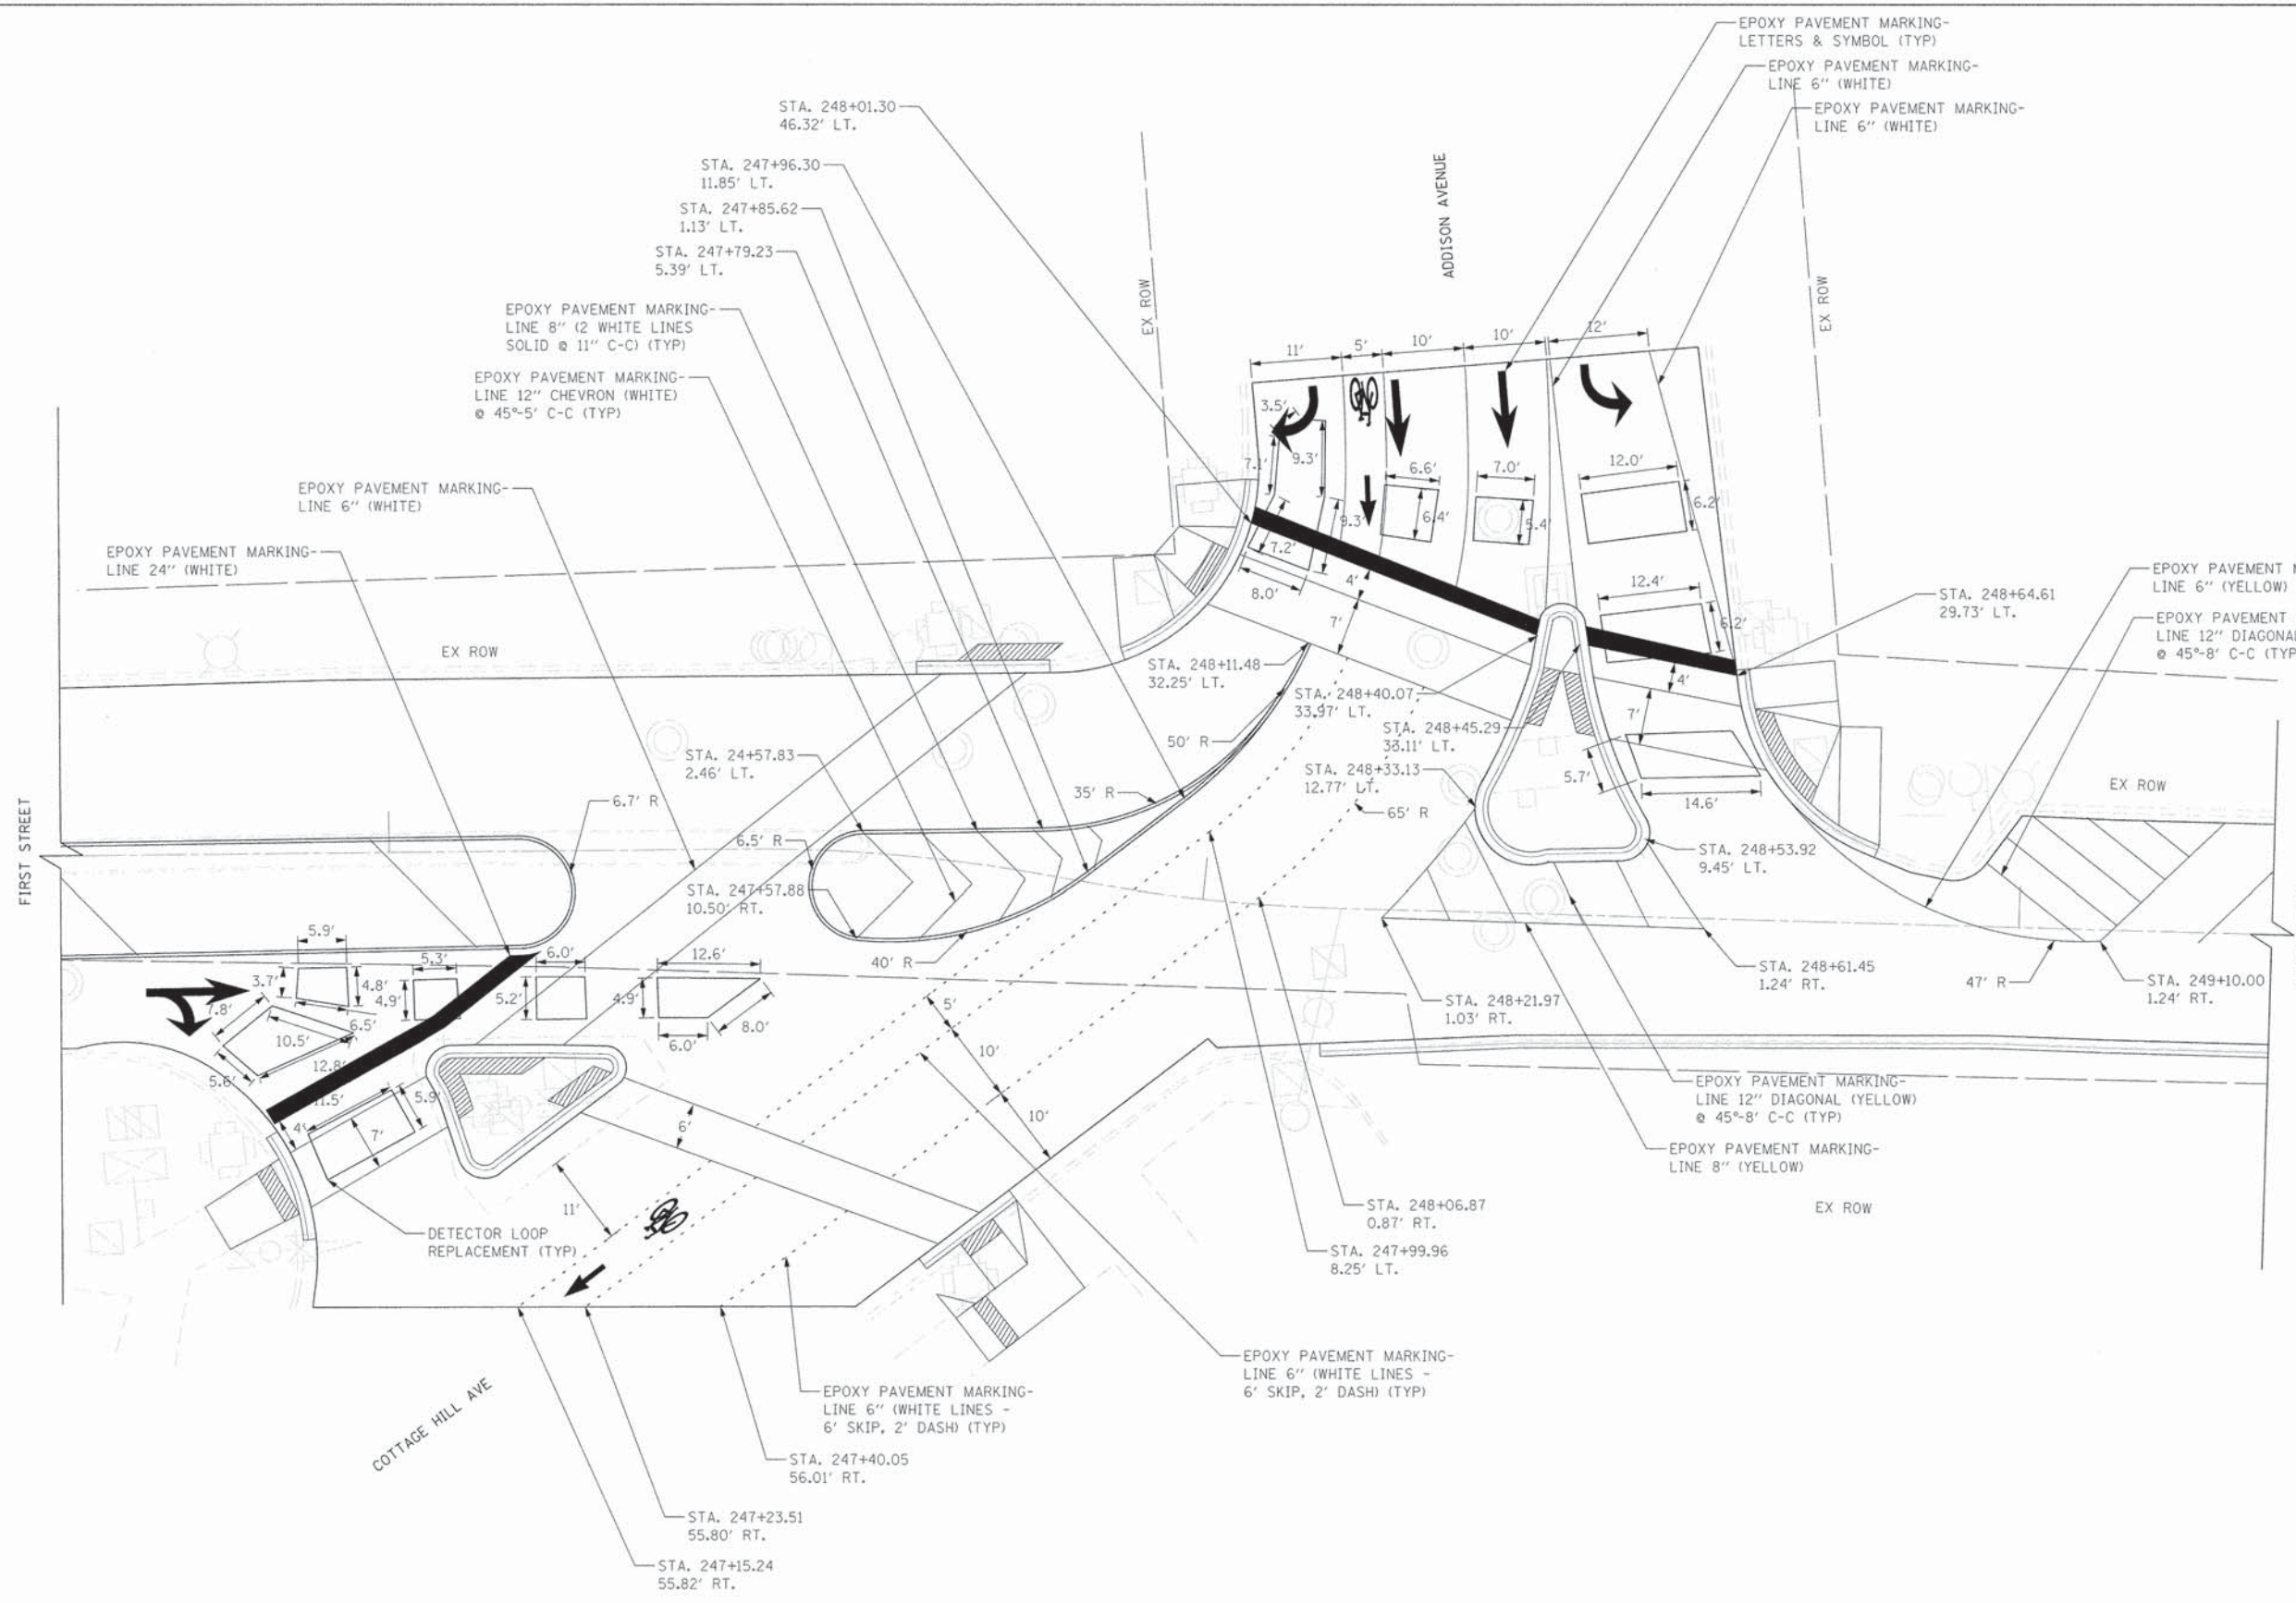 EPOXY PAVEMENT MARKING-
LETTERS & SYMBOL (TYP)
EPOXY PAVEMENT MARKING-
LINE 6" (WHITE)
EPOXY PAVEMENT MARKING-
LINE 6" (WHITE)
STA. 248+01.30
46.32' LT.
STA. 247+96.30
11.85' LT.
STA. 247+85.62
1.13' LT.
STA. 247+79.23
5.39' LT.
EPOXY PAVEMENT MARKING-
LINE 8" (2 WHITE LINES
SOLID @ 11" C-C) (TYP)
EPOXY PAVEMENT MARKING-
LINE 12" CHEVRON (WHITE)
@ 45°-5' C-C (TYP)
EPOXY PAVEMENT MARKING-
LINE 6" (WHITE)
EPOXY PAVEMENT MARKING-
LINE 24" (WHITE)
ADDISON AVENUE
EX ROW
EX ROW
11'
5'
10'
10'
12'
3.5'
7.1'
9.3'
6.6'
7.0'
12.0'
6.2'
9.3'
6.4'
5.4'
7.2'
8.0'
4'
7'
12.4'
6.2'
4'
7'
EPOXY PAVEMENT
LINE 6" (YELLOW)
EPOXY PAVEMENT
LINE 12" DIAGONAL
@ 45°-8' C-C (TYP
STA. 248+64.61
29.73' LT.
EX ROW
STA. 248+11.48
32.25' LT.
STA. 248+40.07
33.97' LT.
STA. 248+45.29
33.11' LT.
STA. 248+33.13
12.77' LT.
50' R
35' R
65' R
5.7'
14.6'
EX ROW
STA. 24+57.83
2.46' LT.
6.7' R
6.5' R
STA. 247+57.88
10.50' RT.
40' R
FIRST STREET
STA. 248+53.92
9.45' LT.
STA. 248+61.45
1.24' RT.
47' R
STA. 249+10.00
1.24' RT.
STA. 248+21.97
1.03' RT.
5.9'
3.7'
4.8'
4.9'
5.3'
6.0'
5.2'
12.6'
4.9'
6.0'
8.0'
7.8'
6.5'
10.5'
12.8'
5.6'
11.5'
5.9'
4'
7'
5'
10'
10'
6'
11'
EPOXY PAVEMENT MARKING-
LINE 12" DIAGONAL (YELLOW)
@ 45°-8' C-C (TYP)
EPOXY PAVEMENT MARKING-
LINE 8" (YELLOW)
EX ROW
STA. 248+06.87
0.87' RT.
STA. 247+99.96
8.25' LT.
DETECTOR LOOP
REPLACEMENT (TYP)
EPOXY PAVEMENT MARKING-
LINE 6" (WHITE LINES -
6' SKIP, 2' DASH) (TYP)
EPOXY PAVEMENT MARKING-
LINE 6" (WHITE LINES -
6' SKIP, 2' DASH) (TYP)
COTTAGE HILL AVE
STA. 247+40.05
56.01' RT.
STA. 247+23.51
55.80' RT.
STA. 247+15.24
55.82' RT.